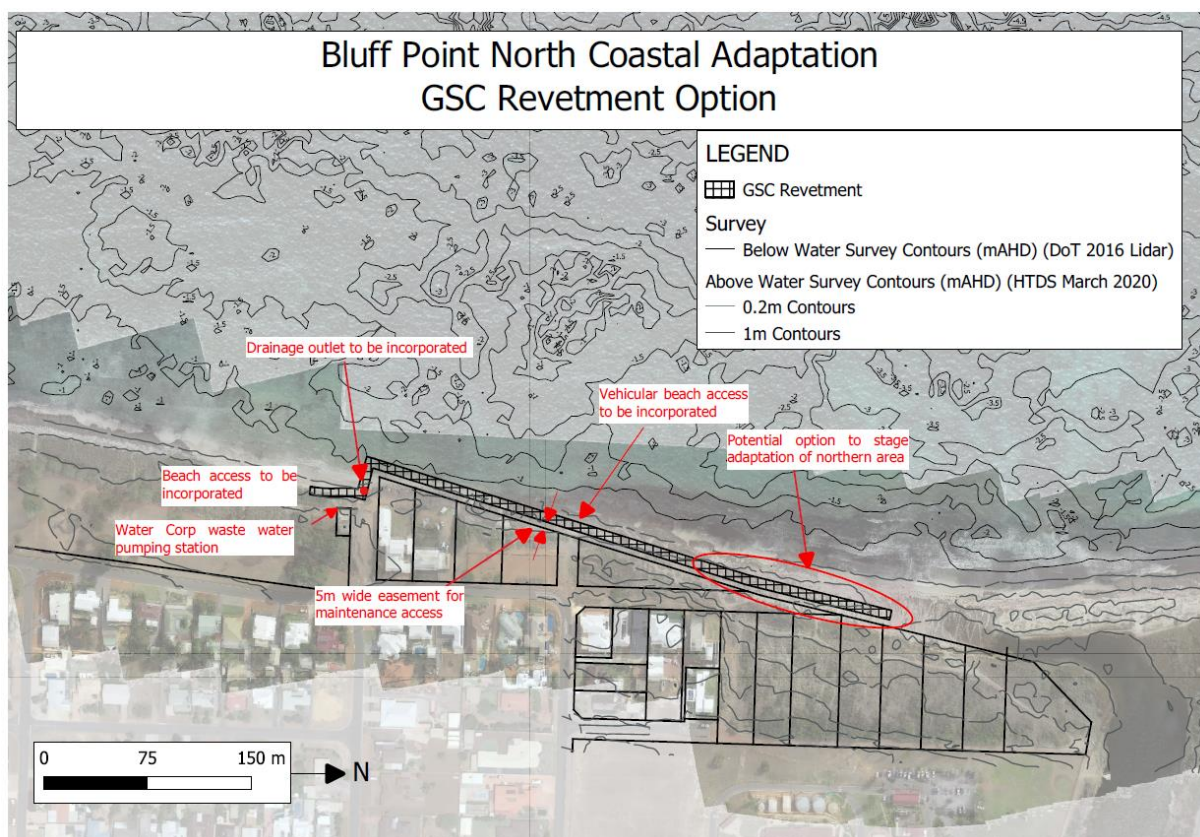 Bluff Point North Coastal Adaptation
GSC Revetment Option
LEGEND
GSC Revetment
Survey
Below Water Survey Contours (mAHD) (DoT 2016 Lidar)
Above Water Survey Contours (mAHD) (HTDS March 2020)
0.2m Contours
1m Contours
Drainage outlet to be incorporated
Vehicular beach access
to be incorporated
Potential option to stage
adaptation of northern area
Beach access to be
incorporated
Water Corp waste water
pumping station
5m wide easement for
maintenance access
0 75 150 m
N